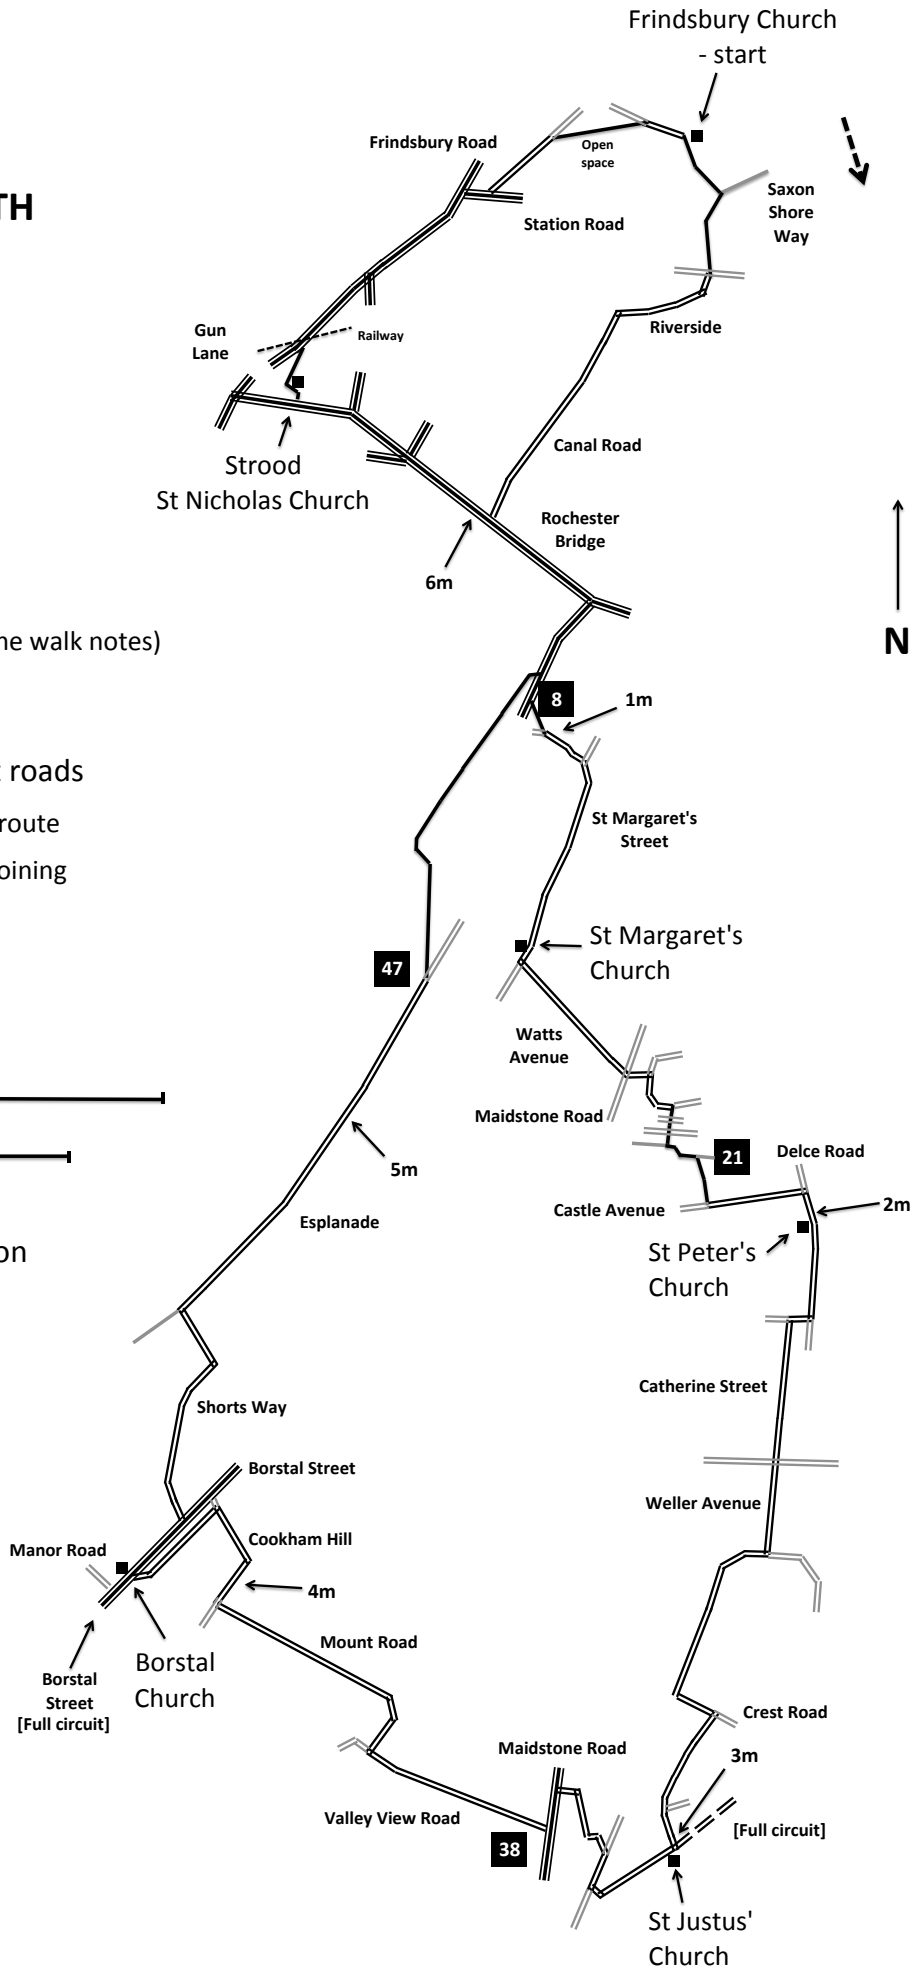 Frindsbury Church
- start
Frindsbury Road
Open
space
TH
Saxon
Shore
Way
Station Road
Gun
Lane
Railway
Riverside
Canal Road
Strood
St Nicholas Church
Rochester
Bridge
6m
N
ne walk notes)
8
1m
t roads
route
St Margaret's
Street
oining
St Margaret's
Church
47
Watts
Avenue
Maidstone Road
21
Delce Road
5m
Castle Avenue
2m
Esplanade
St Peter's
Church
on
Catherine Street
Shorts Way
Borstal Street
Weller Avenue
Manor Road
Cookham Hill
4m
Mount Road
Borstal
Church
Borstal
Street
[Full circuit]
Crest Road
Maidstone Road
3m
Valley View Road
[Full circuit]
38
St Justus'
Church